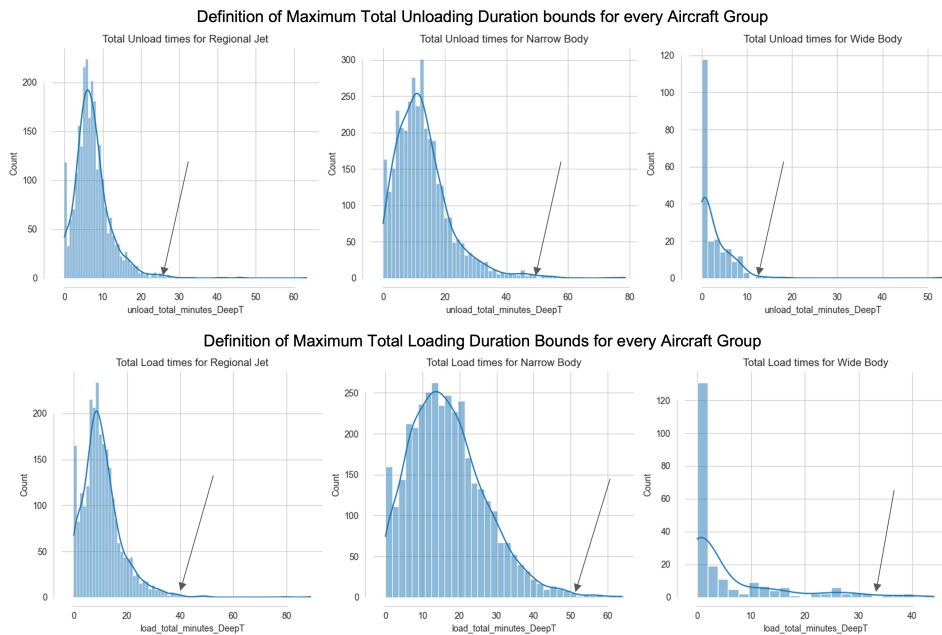 Definition of Maximum Total Unloading Duration bounds for every Aircraft Group
Total Unload times for Regional Jet
Count
200
150
100
50
0
0 20 40 60
unload_total_minutes_DeepT
Total Unload times for Narrow Body
Count
300
250
200
150
100
50
0
0 20 40 60 80
unload_total_minutes_DeepT
Total Unload times for Wide Body
Count
120
100
80
60
40
20
0
0 10 20 30 40 50
unload_total_minutes_DeepT
Definition of Maximum Total Loading Duration Bounds for every Aircraft Group
Total Load times for Regional Jet
Count
200
150
100
50
0
0 20 40 60 80
load_total_minutes_DeepT
Total Load times for Narrow Body
Count
250
200
150
100
50
0
0 10 20 30 40 50 60
load_total_minutes_DeepT
Total Load times for Wide Body
Count
120
100
80
60
40
20
0
0 10 20 30 40
load_total_minutes_DeepT